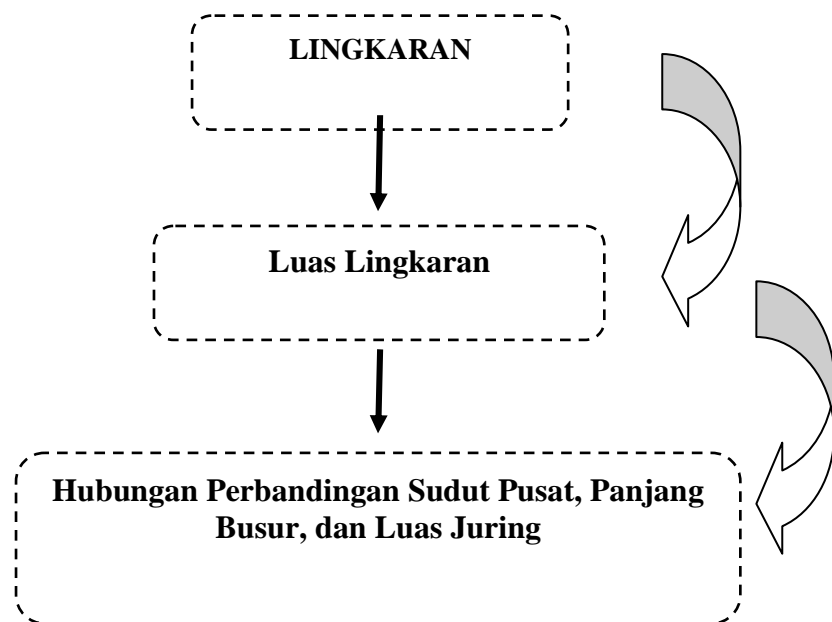 LINGKARAN
Luas Lingkaran
Hubungan Perbandingan Sudut Pusat, Panjang
Busur, dan Luas Juring